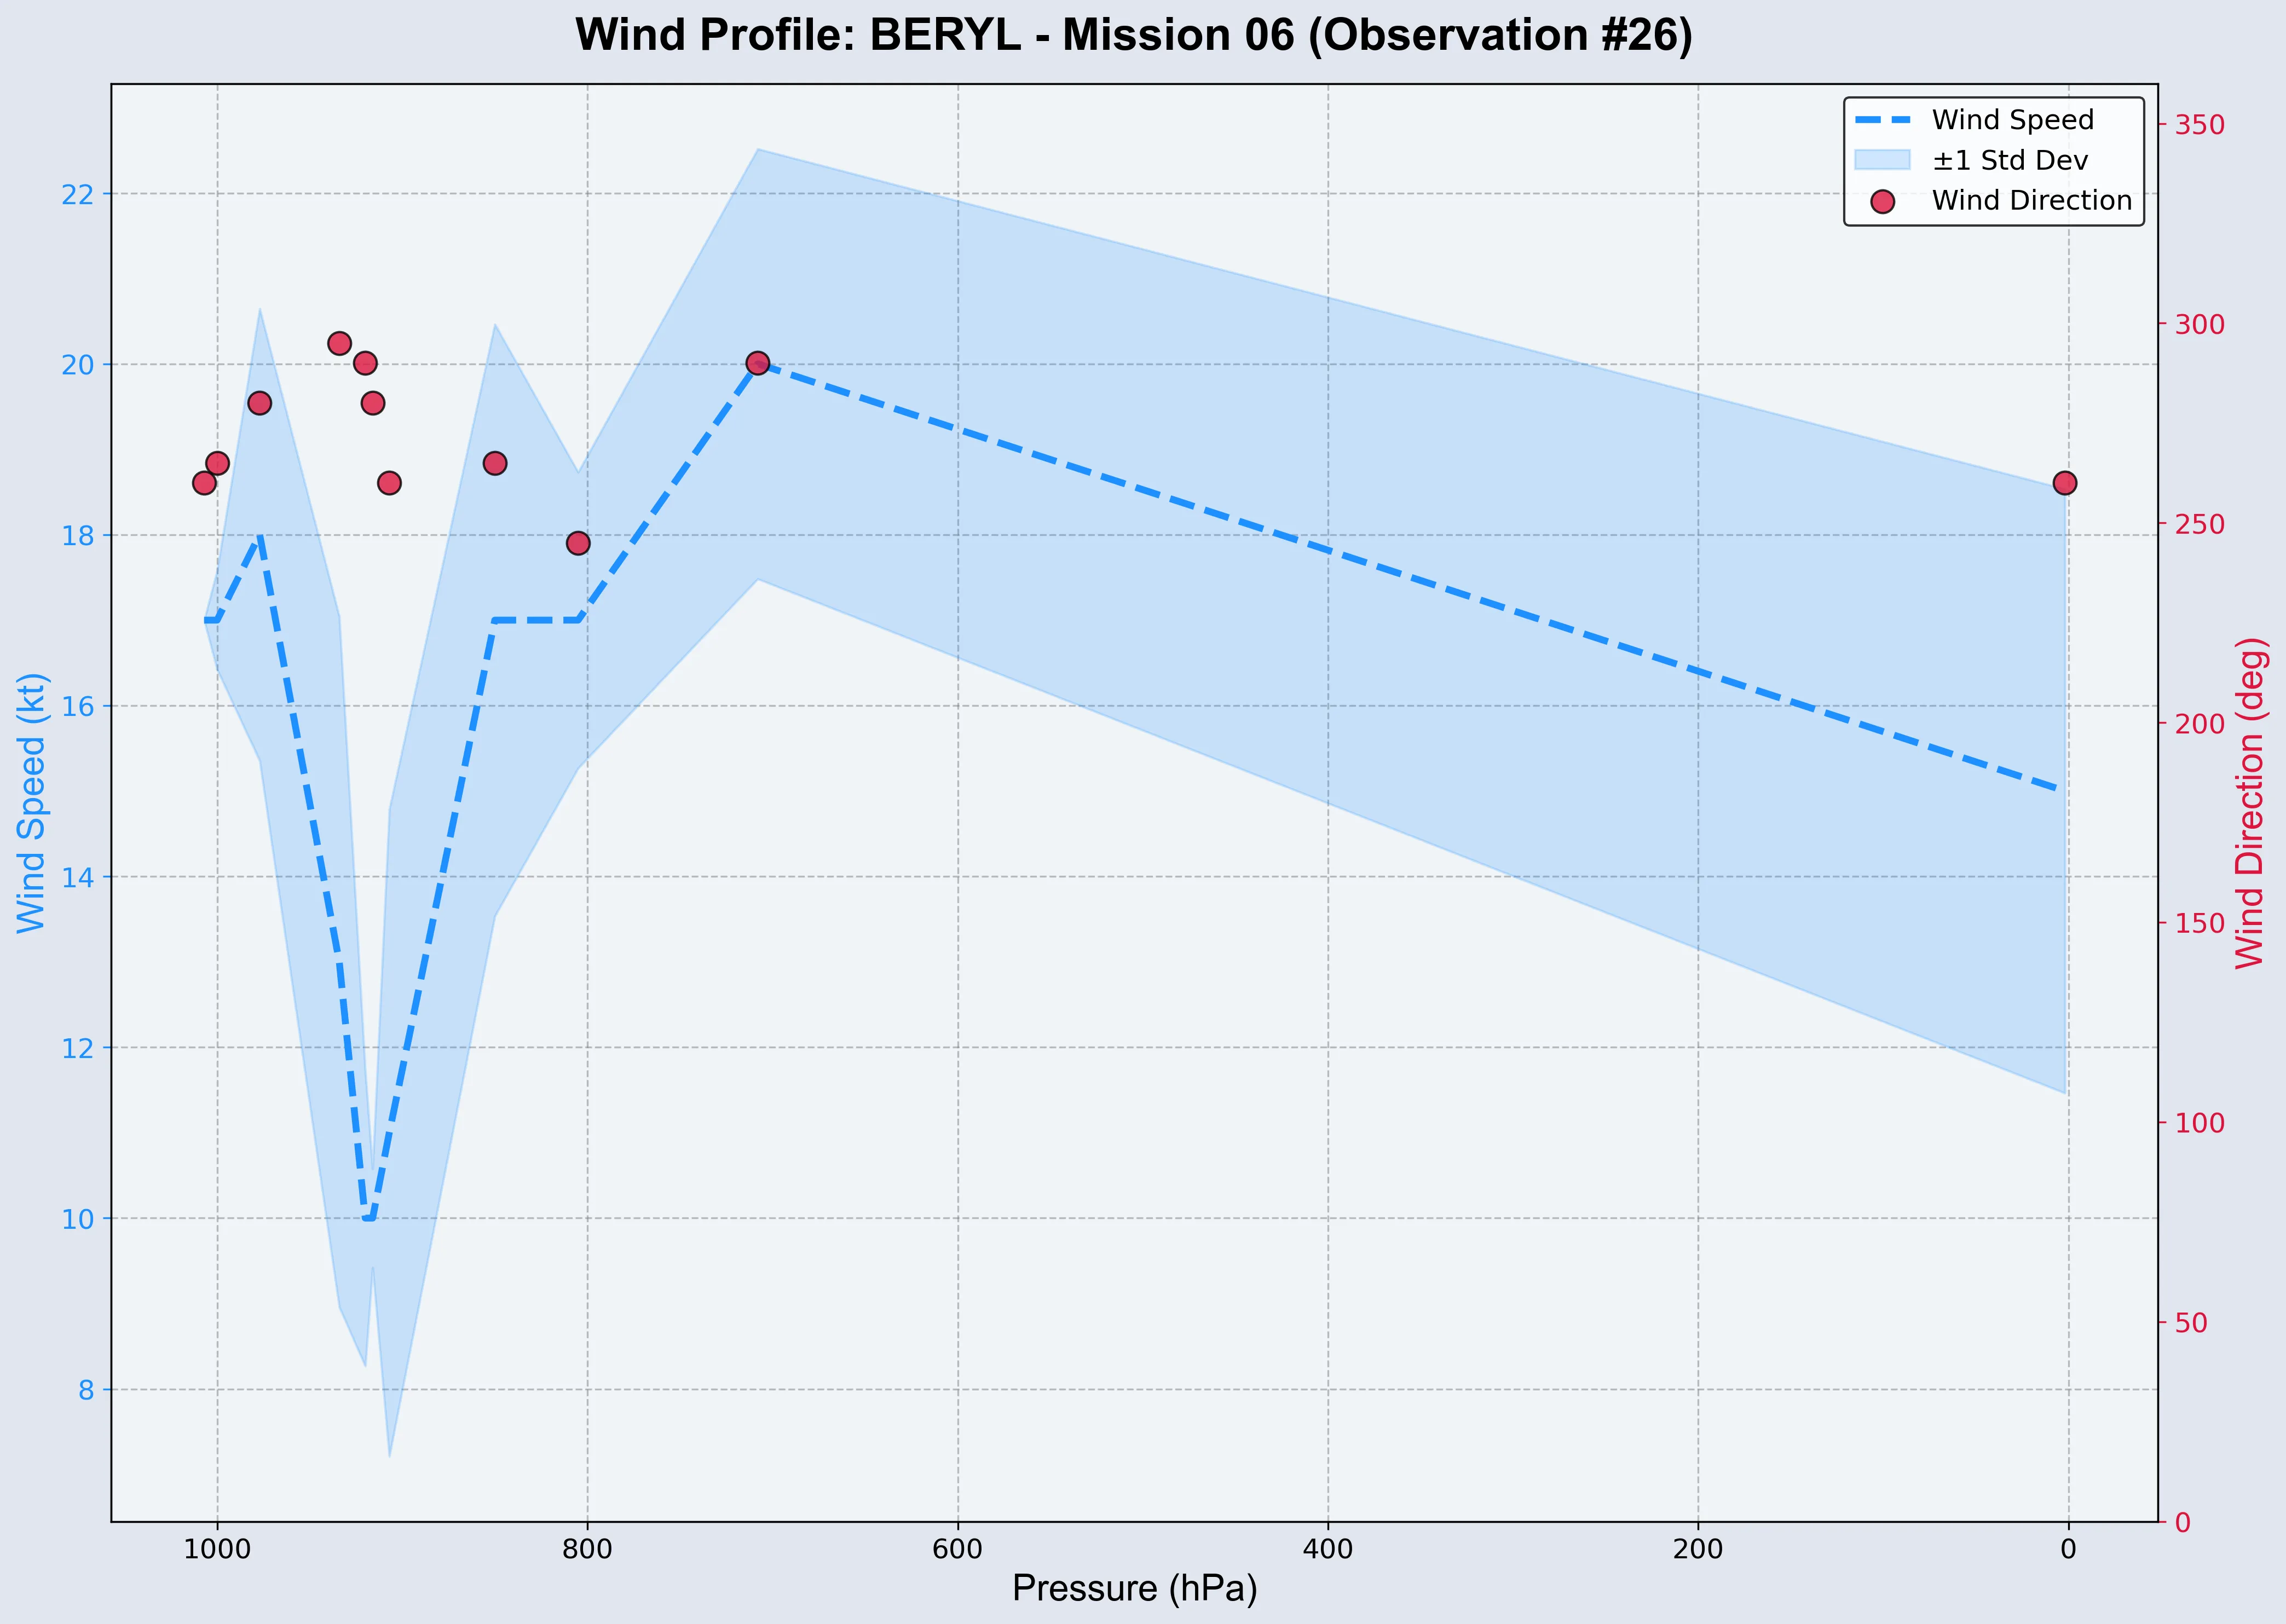 Wind Profile: BERYL - Mission 06 (Observation #26)
Wind Speed
±1 Std Dev
Wind Direction
Wind Speed (kt)
22
20
18
16
14
12
10
8
350
300
250
200
150
100
50
0
Wind Direction (deg)
1000 800 600 400 200 0
Pressure (hPa)